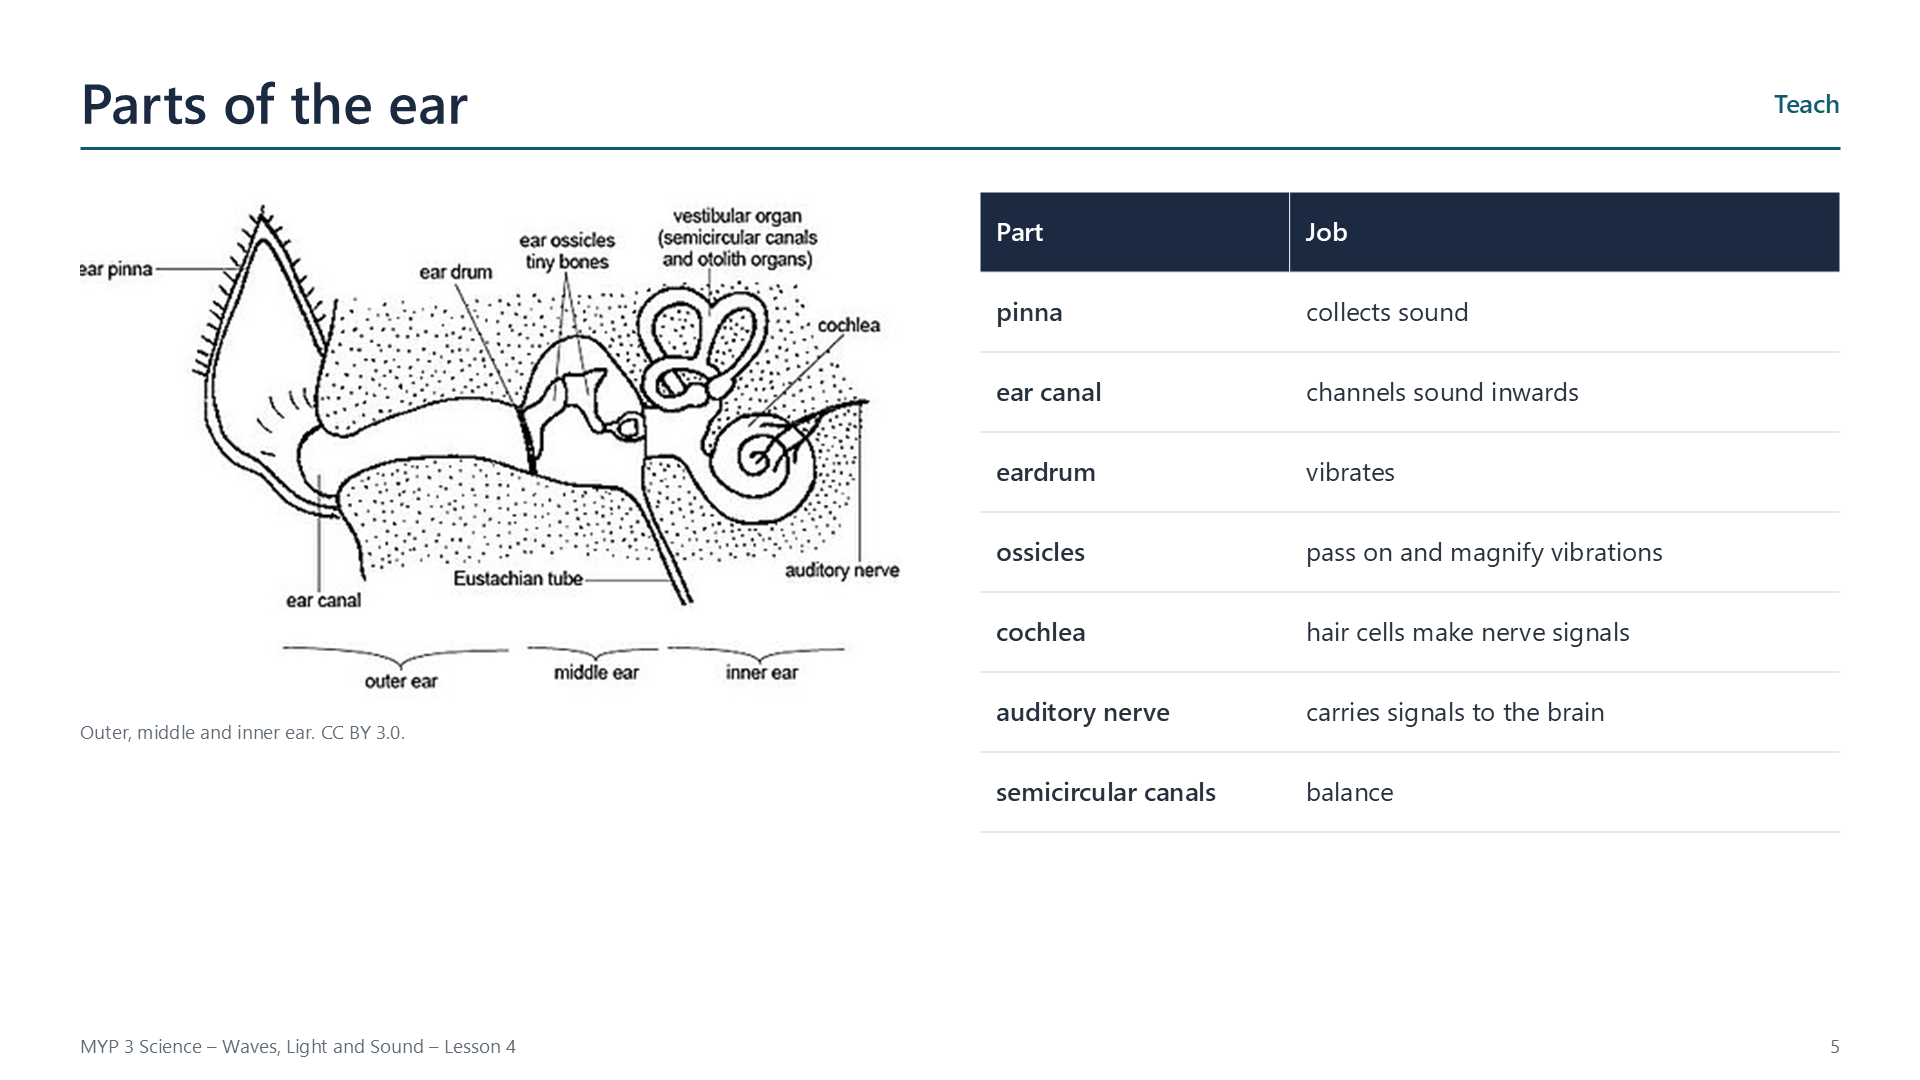 Parts of the ear
Teach
vestibular organ
(semicircular canals
and otolith organs)
ear ossicles
tiny bones
ear pinna
ear drum
cochlea
auditory nerve
Eustachian tube
ear canal
outer ear
middle ear
inner ear
Outer, middle and inner ear. CC BY 3.0.
Part Job
pinna collects sound
ear canal channels sound inwards
eardrum vibrates
ossicles pass on and magnify vibrations
cochlea hair cells make nerve signals
auditory nerve carries signals to the brain
semicircular canals balance
MYP 3 Science – Waves, Light and Sound – Lesson 4
5